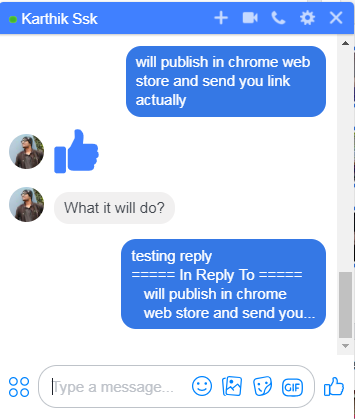 Karthik Ssk
will publish in chrome web
store and send you link
actually
What it will do?
testing reply
===== In Reply To =====
will publish in chrome
web store and send you...
Type a message...
GIF